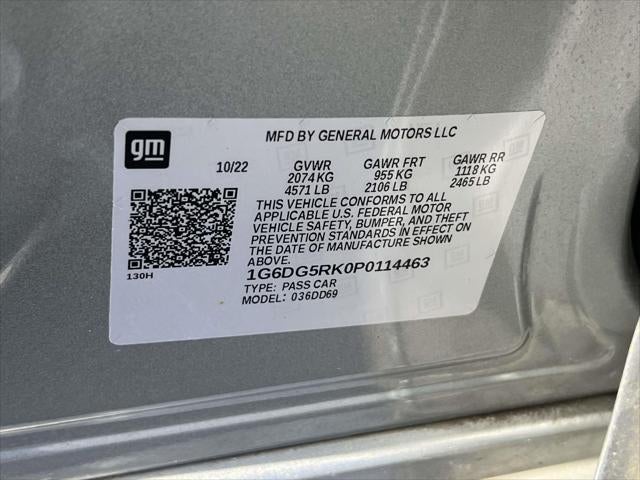 gm
MFD BY GENERAL MOTORS LLC
10/22 GVWR GAWR FRT GAWR RR
2074 KG 955 KG 1118 KG
4571 LB 2106 LB 2465 LB
THIS VEHICLE CONFORMS TO ALL
APPLICABLE U.S. FEDERAL MOTOR
VEHICLE SAFETY, BUMPER, AND THEFT
PREVENTION STANDARDS IN EFFECT ON
THE DATE OF MANUFACTURE SHOWN
ABOVE.
130H
1G6DG5RK0P0114463
TYPE: PASS CAR
MODEL: 036DD69